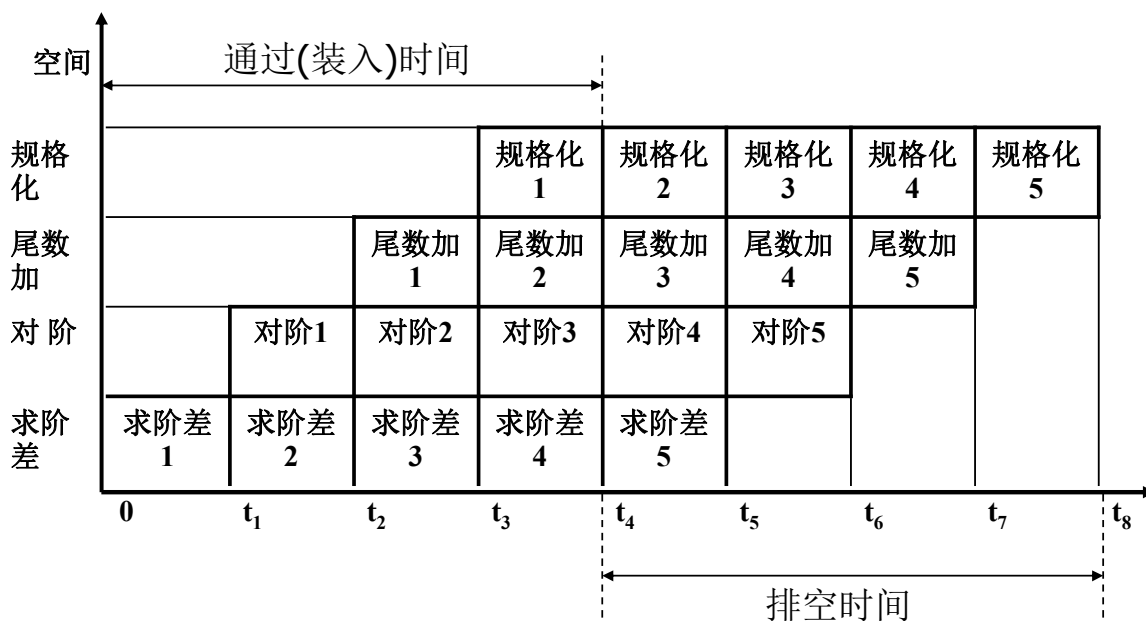 空间
通过(装入)时间
规格
化
规格化
1
规格化
2
规格化
3
规格化
4
规格化
5
尾数
加
尾数加
1
尾数加
2
尾数加
3
尾数加
4
尾数加
5
对 阶
对阶1
对阶2
对阶3
对阶4
对阶5
求阶
差
求阶差
1
求阶差
2
求阶差
3
求阶差
4
求阶差
5
0 t₁ t₂ t₃ t₄ t₅ t₆ t₇ t₈
排空时间